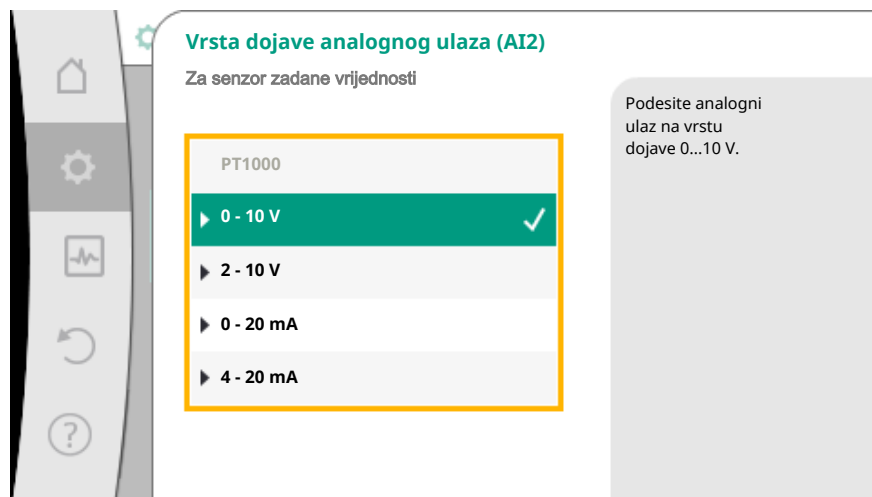 Vrsta dojave analognog ulaza (AI2)
Za senzor zadane vrijednosti
PT1000
0 - 10 V
2 - 10 V
0 - 20 mA
4 - 20 mA
Podesite analogni
ulaz na vrstu
dojave 0...10 V.
?